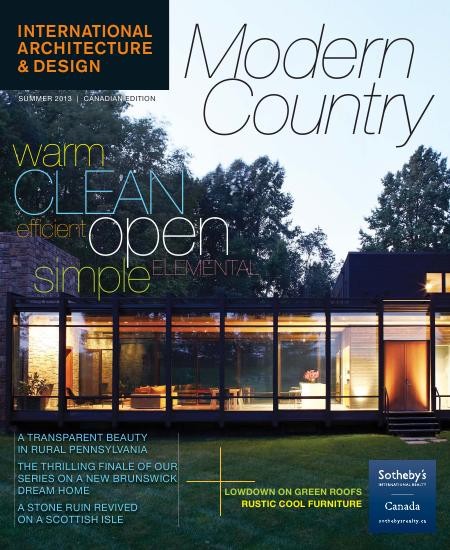 INTERNATIONAL
ARCHITECTURE
& DESIGN
SUMMER 2013 | CANADIAN EDITION
Modern
Country
warm
CLEAN
efficient open
simple ELEMENTAL
A TRANSPARENT BEAUTY
IN RURAL PENNSYLVANIA
THE THRILLING FINALE OF OUR
SERIES ON A NEW BRUNSWICK
DREAM HOME
A STONE RUIN REVIVED
ON A SCOTTISH ISLE
LOWDOWN ON GREEN ROOFS
RUSTIC COOL FURNITURE
Sotheby's
INTERNATIONAL REALTY
Canada
sothebysrealty.ca